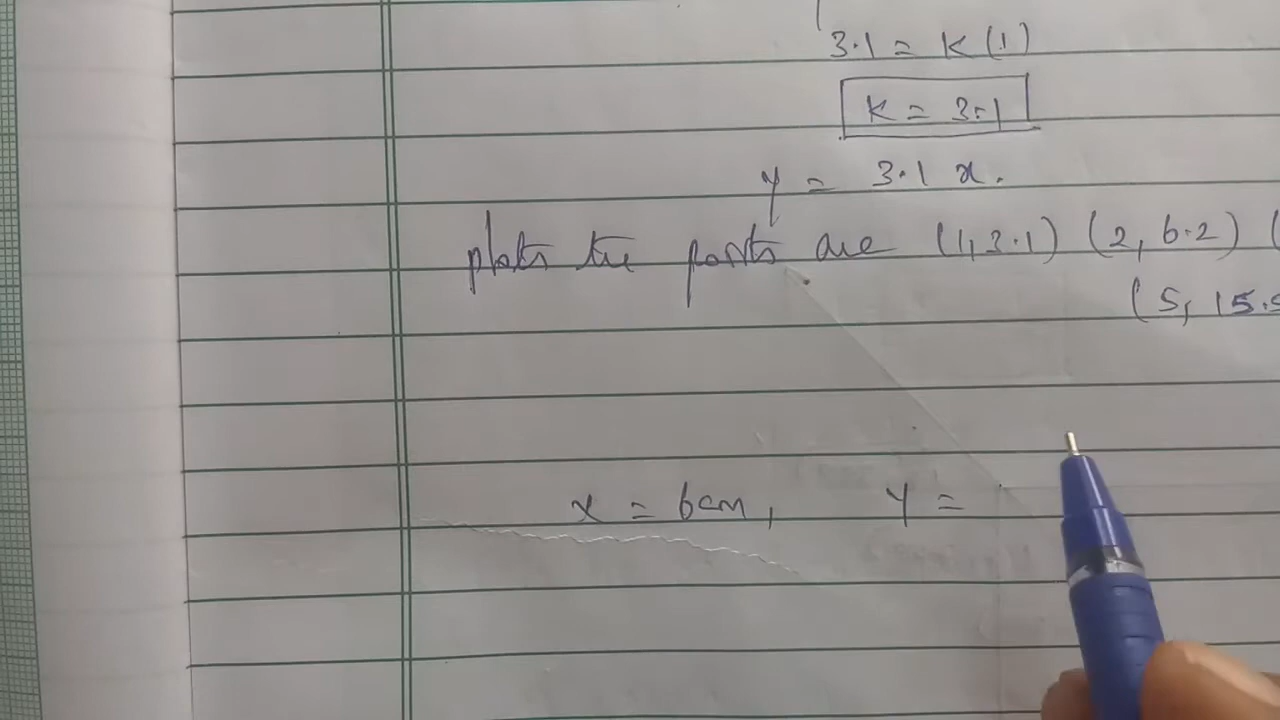 3.1 = K (1)
K = 3.1
y = 3.1 x.
plots the points are (1, 3.1) (2, 6.2) (
(5, 15.5
x = 6cm, y =